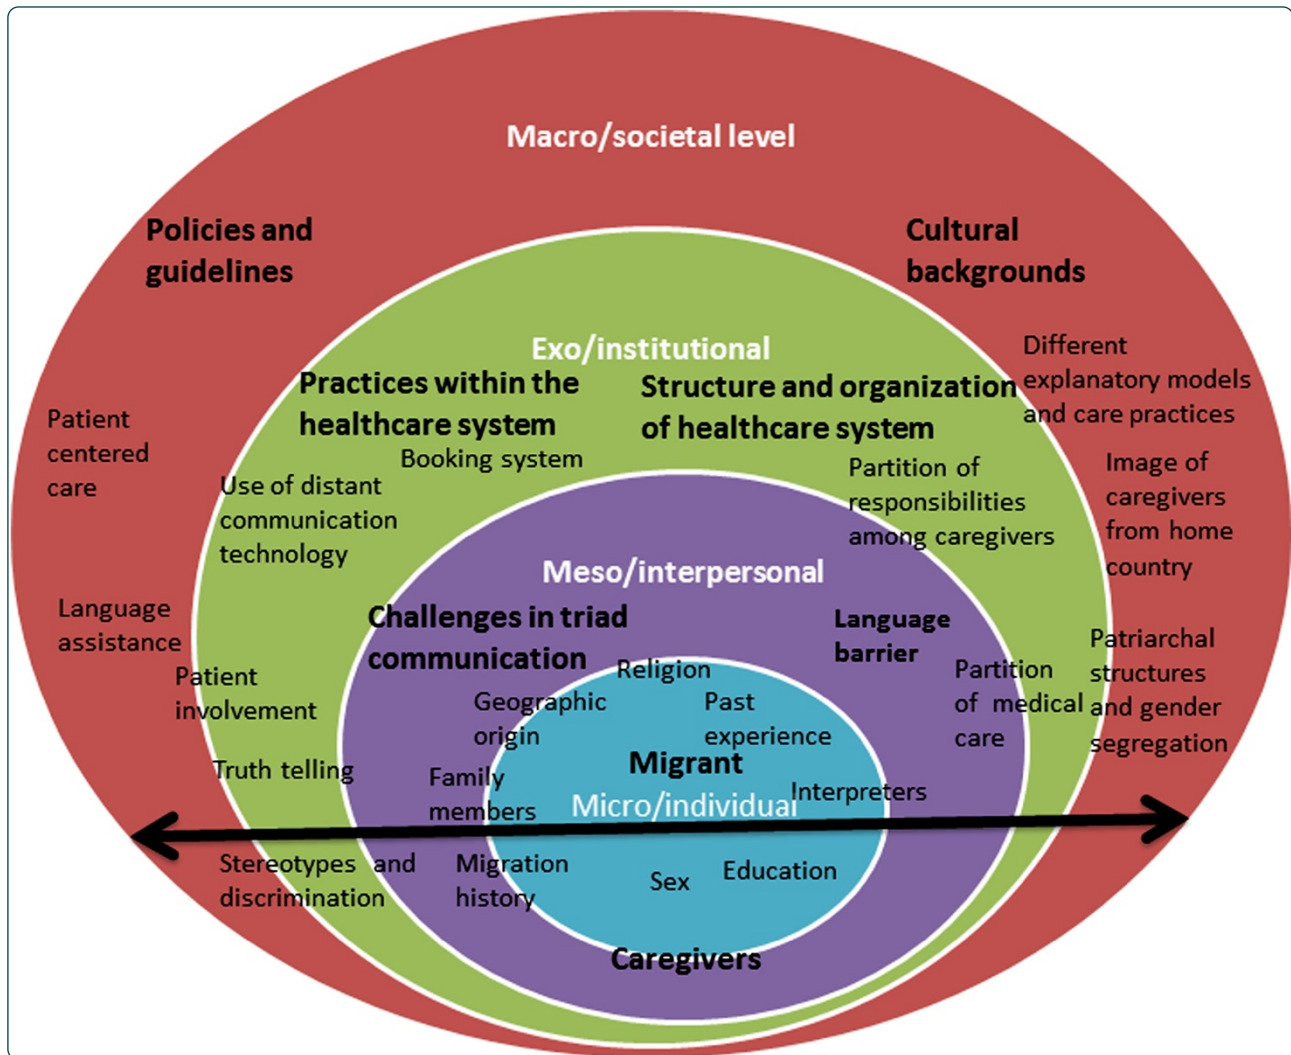 Macro/societal level
Policies and
guidelines
Cultural
backgrounds
Exo/institutional
Different
explanatory models
and care practices
Practices within the
healthcare system
Structure and organization
of healthcare system
Patient
centered
care
Booking system
Use of distant
communication
technology
Partition of
responsibilities
among caregivers
Image of
caregivers
from home
country
Meso/interpersonal
Challenges in triad
communication
Language
barrier
Language
assistance
Patient
involvement
Religion
Geographic
origin
Past
experience
Partition
of medical
care
Patriarchal
structures
and gender
segregation
Truth telling
Family
members
Migrant
Micro/individual
Interpreters
Stereotypes and
discrimination
Migration
history
Sex
Education
Caregivers